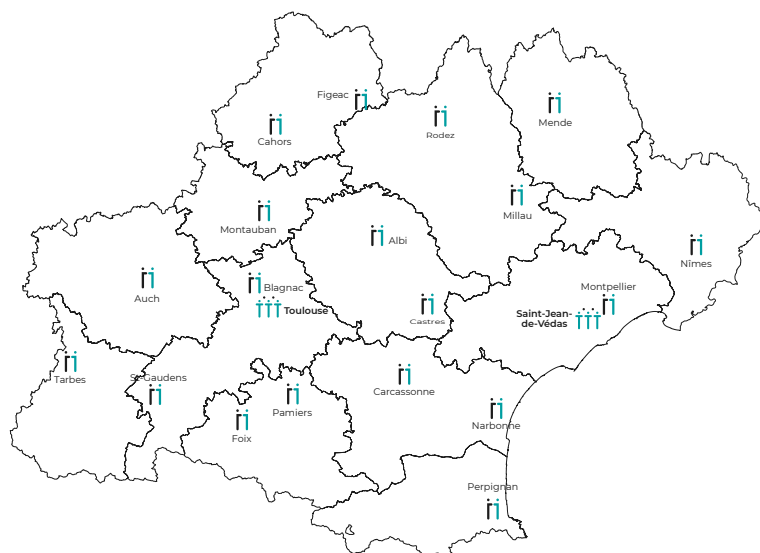 Figeac
Cahors
Rodez
Mende
Montauban
Millau
Albi
Nîmes
Auch
Blagnac
Toulouse
Castres
Montpellier
Saint-Jean-
de-Védas
Tarbes
St-Gaudens
Pamiers
Foix
Carcassonne
Narbonne
Perpignan